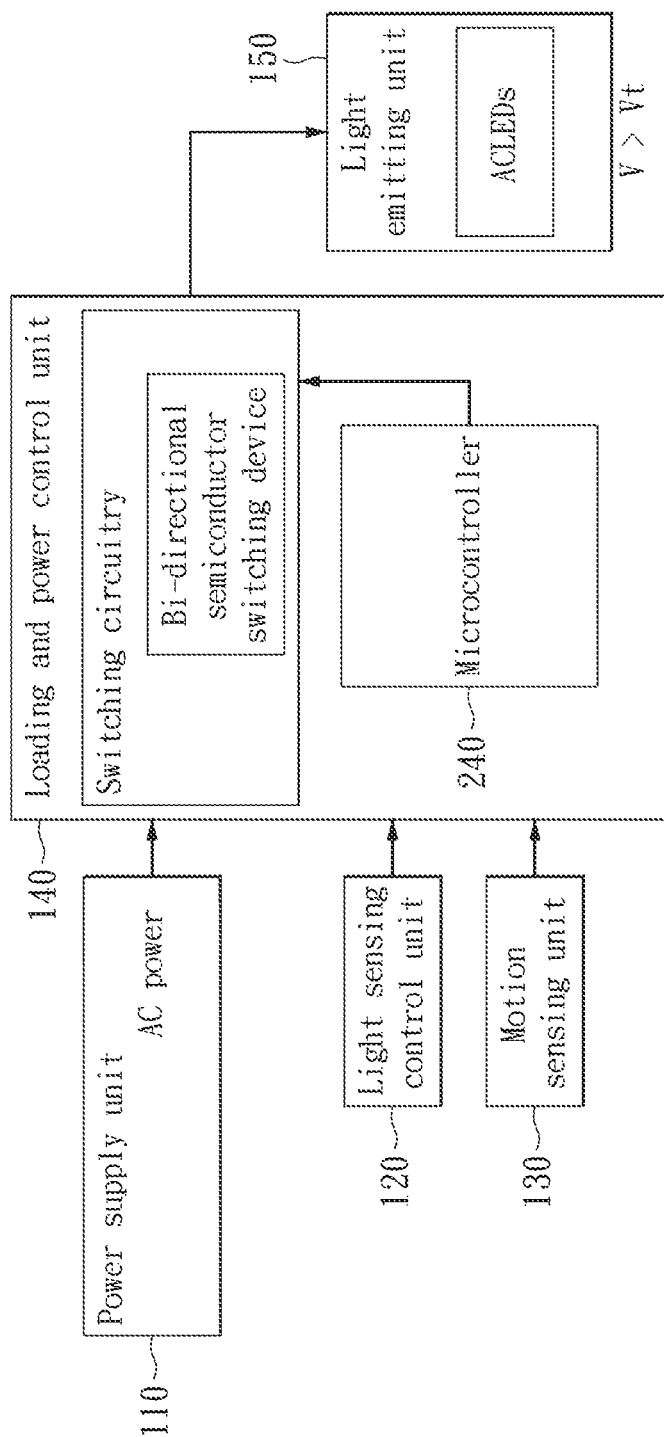 Power supply unit
AC power
110
Light sensing
control unit
120
Motion
sensing unit
130
Loading and power control unit
140
Switching circuitry
Bi-directional
semiconductor
switching device
Microcontroller
240
150
Light
emitting unit
ACLEDs
V > Vt